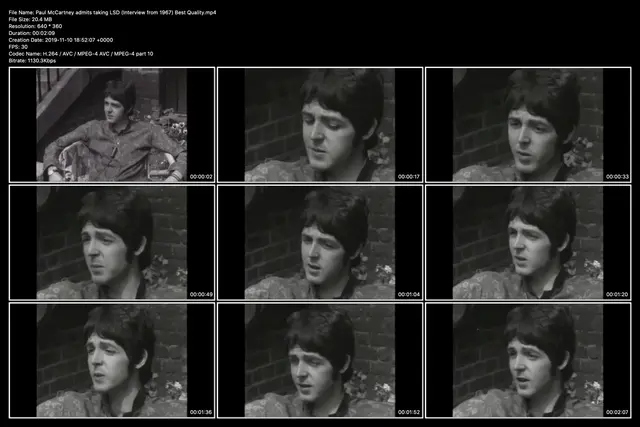 File Name: Paul McCartney admits taking LSD (Interview from 1967) Best Quality.mp4
File Size: 20.4 MB
Resolution: 640 * 360
Duration: 00:02:09
Creation Date: 2019-11-10 18:52:07 +0000
FPS: 30
Codec Name: H.264 / AVC / MPEG-4 AVC / MPEG-4 part 10
Bitrate: 1130.3Kbps
00:00:02
00:00:17
00:00:33
00:00:49
00:01:04
00:01:20
00:01:36
00:01:52
00:02:07